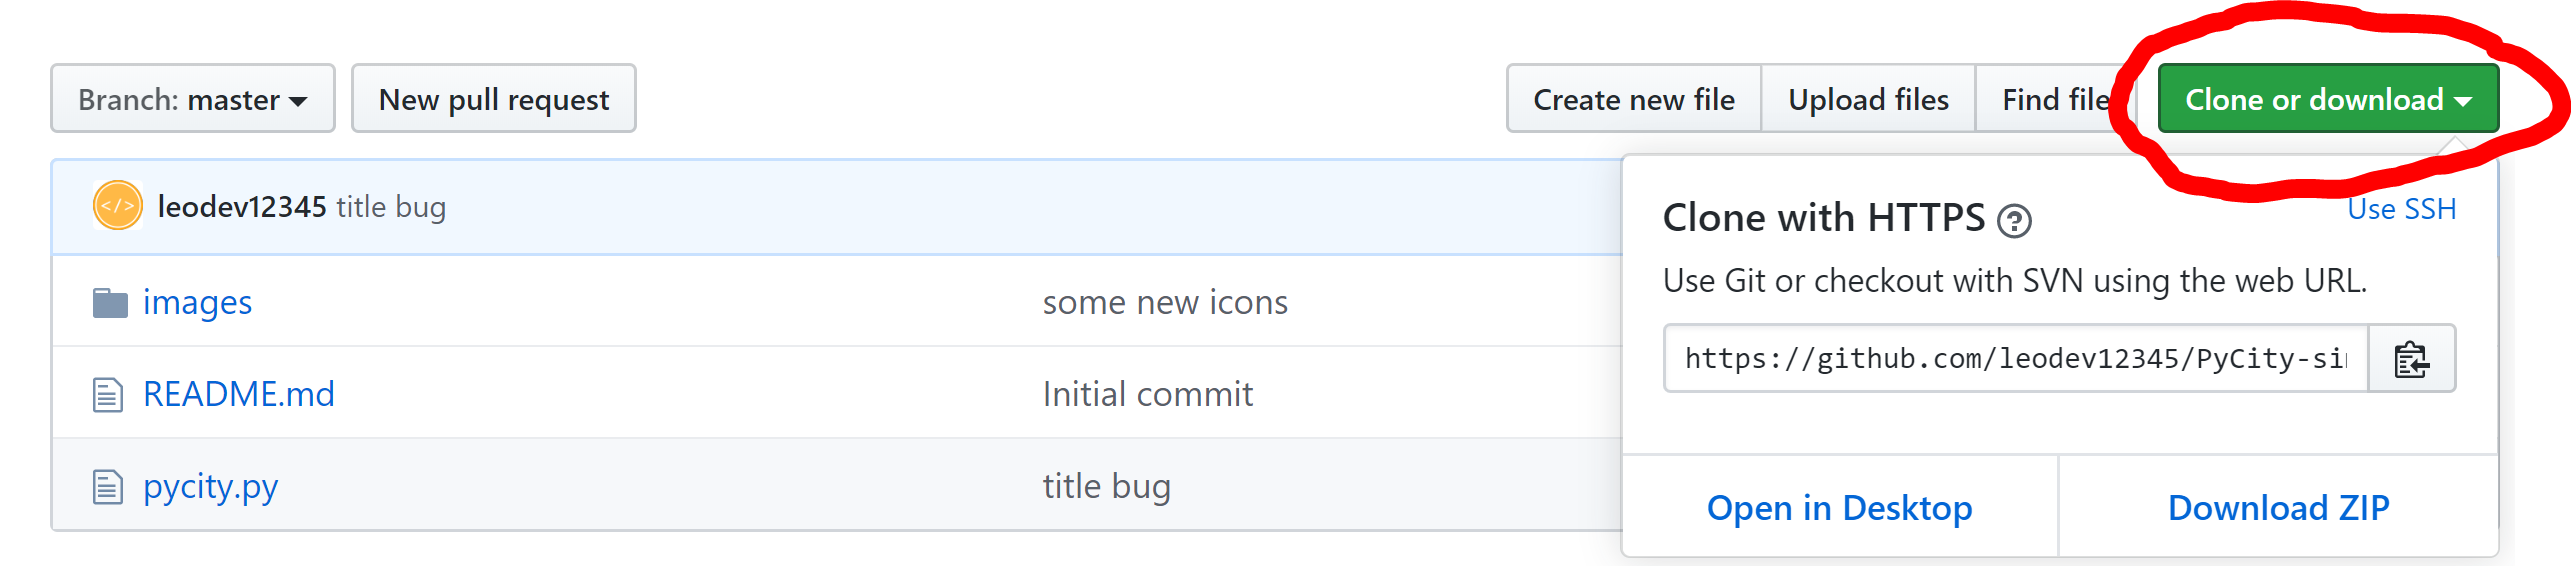 Branch: master New pull request Create new file Upload files Find file Clone or download
leodev12345 title bug
Clone with HTTPS Use SSH
Use Git or checkout with SVN using the web URL.
images some new icons
https://github.com/leodev12345/PyCity-si
README.md Initial commit
pycity.py title bug
Open in Desktop Download ZIP